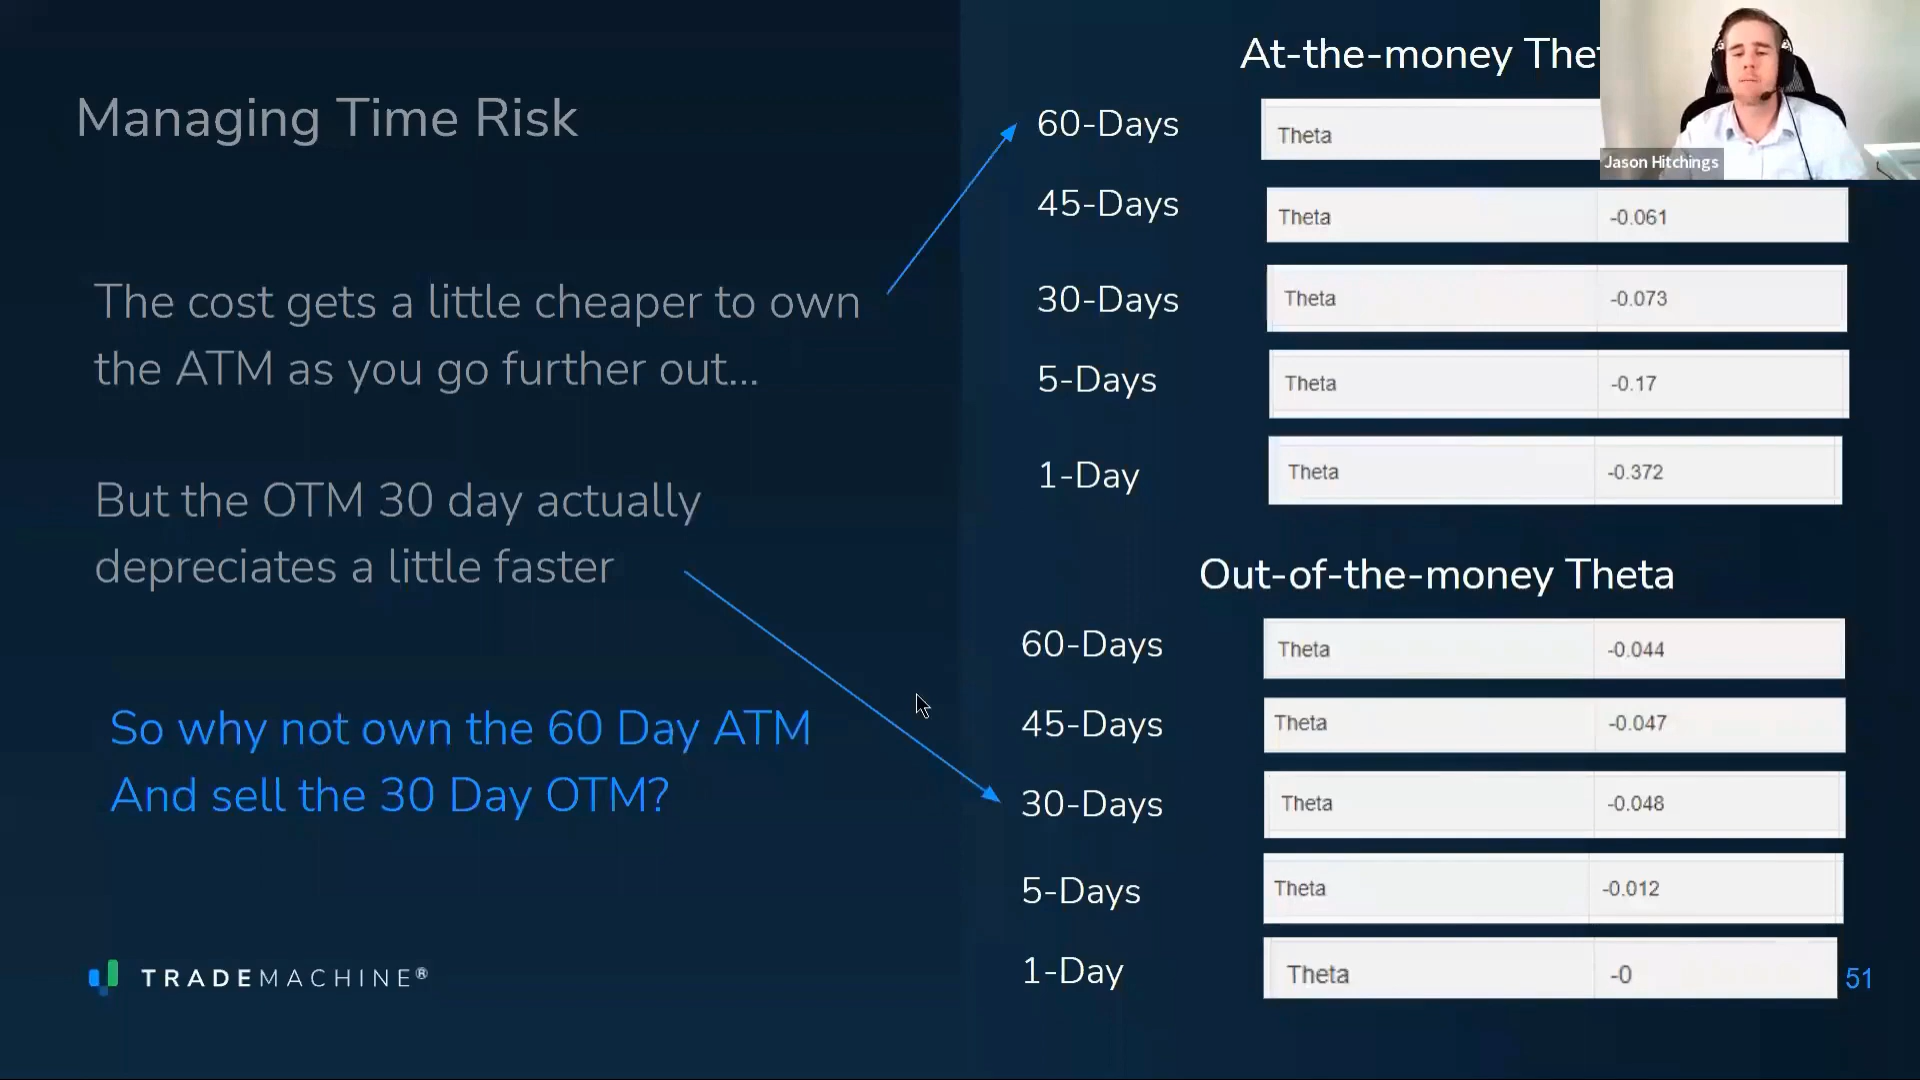 Managing Time Risk
The cost gets a little cheaper to own
the ATM as you go further out...
But the OTM 30 day actually
depreciates a little faster
So why not own the 60 Day ATM
And sell the 30 Day OTM?
TRADEMACHINE®
At-the-money
60-Days Theta
45-Days Theta -0.061
30-Days Theta -0.073
5-Days Theta -0.17
1-Day Theta -0.372
Out-of-the-money Theta
60-Days Theta -0.044
45-Days Theta -0.047
30-Days Theta -0.048
5-Days Theta -0.012
1-Day Theta -0
51
Jason Hitchings